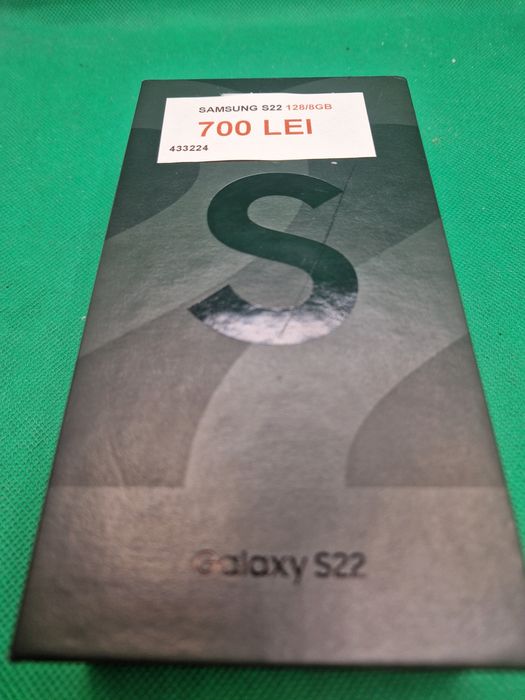 SAMSUNG S22 128/8GB
700 LEI
433224
S
Galaxy S22